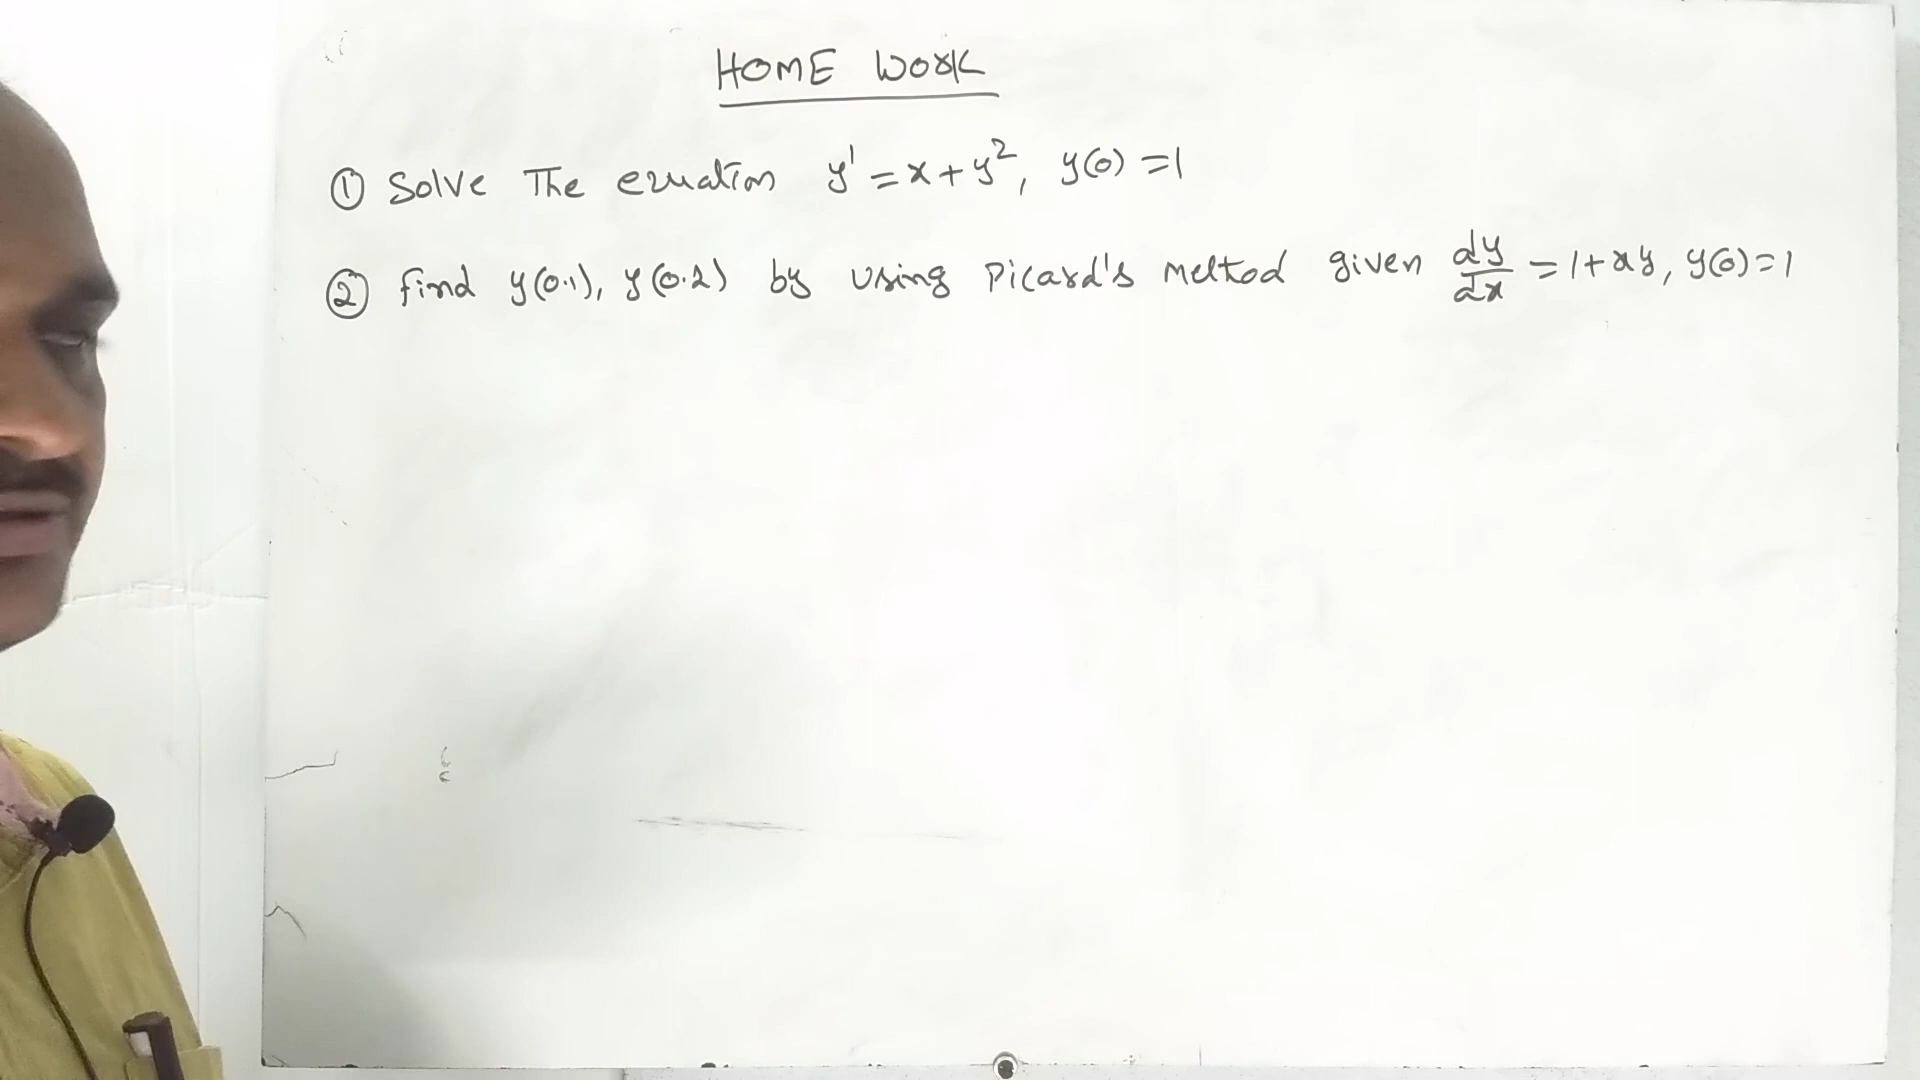 HOME WORK
① Solve The equation y' = x + y², y(0) = 1
② find y(0.1), y(0.2) by using Picard's method given dy/dx = 1 + xy, y(0) = 1